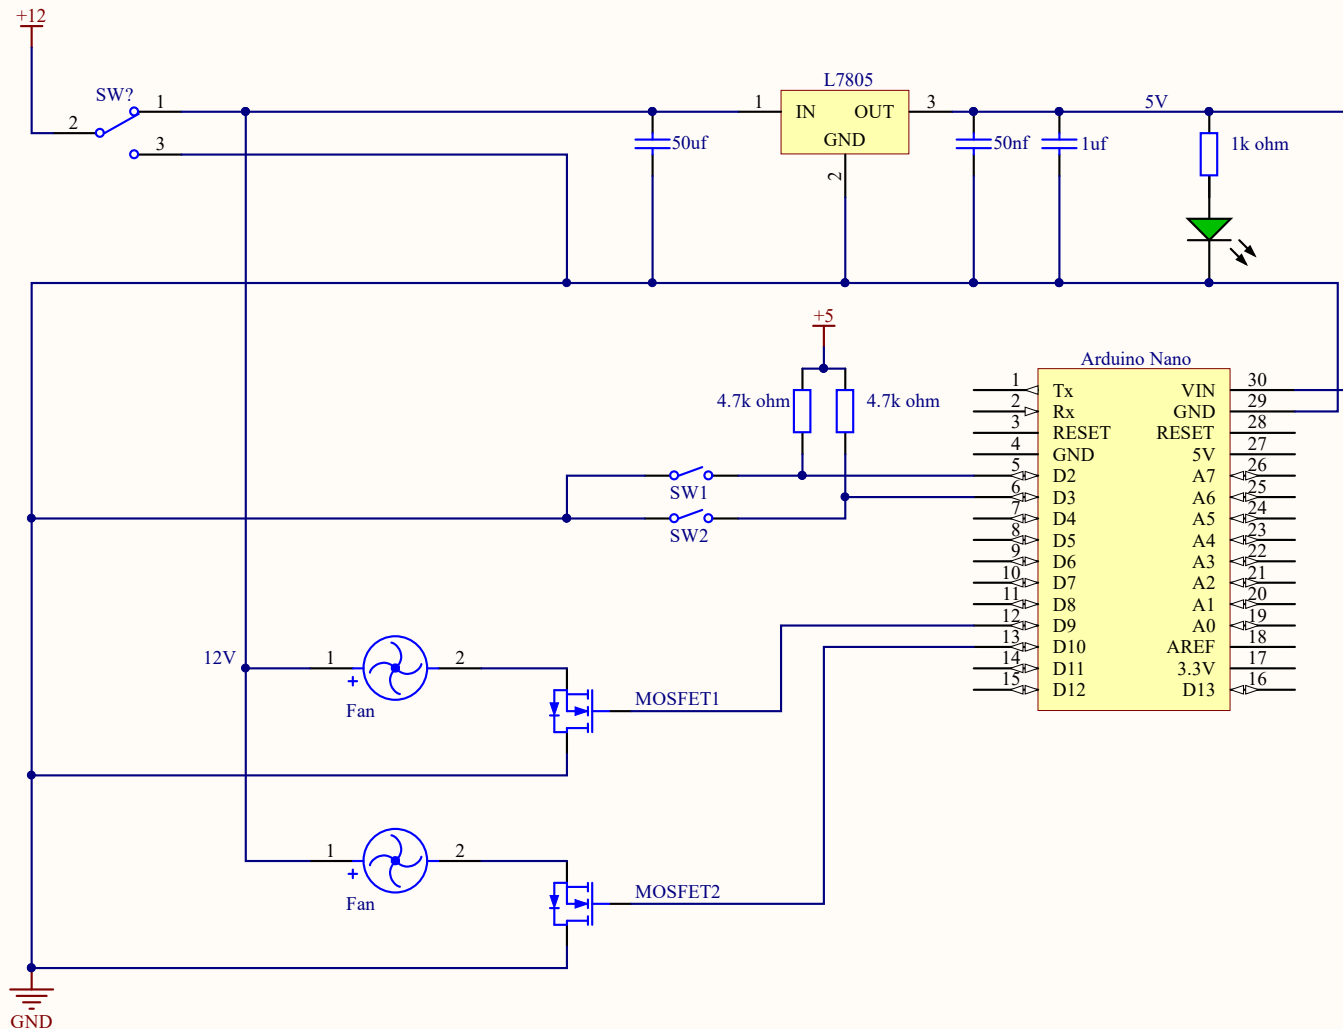 +12
SW?
1
2
3
L7805
1
IN
OUT
3
GND
2
5V
50uf
50nf
1uf
1k ohm
+5
4.7k ohm
4.7k ohm
SW1
SW2
Arduino Nano
1 Tx VIN 30
2 Rx GND 29
3 RESET RESET 28
4 GND 5V 27
5 D2 A7 26
6 D3 A6 25
7 D4 A5 24
8 D5 A4 23
9 D6 A3 22
10 D7 A2 21
11 D8 A1 20
12 D9 A0 19
13 D10 AREF 18
14 D11 3.3V 17
15 D12 D13 16
12V
1
2
+
Fan
MOSFET1
1
2
+
Fan
MOSFET2
GND